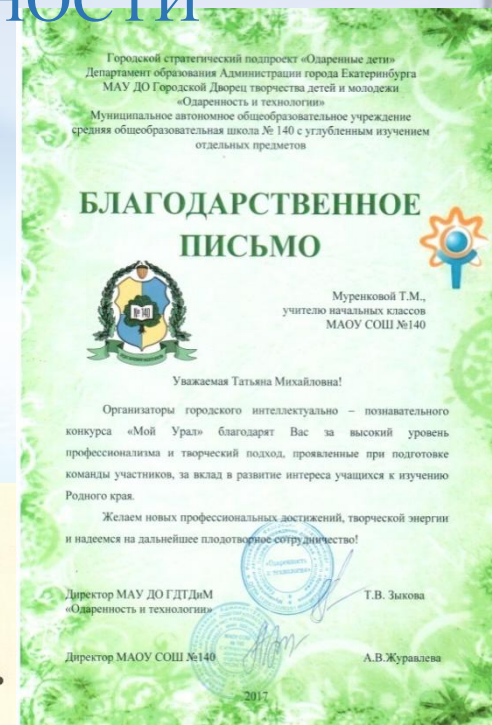 НОСТИ
Городской стратегический подпроект «Одаренные дети»
Департамент образования Администрации города Екатеринбурга
МАУ ДО Городской Дворец творчества детей и молодежи
«Одаренность и технологии»
Муниципальное автономное общеобразовательное учреждение
средняя общеобразовательная школа № 140 с углубленным изучением
отдельных предметов
БЛАГОДАРСТВЕННОЕ
ПИСЬМО
№ 140
Муренковой Т.М.,
учителю начальных классов
МАОУ СОШ №140
Уважаемая Татьяна Михайловна!
Организаторы городского интеллектуально – познавательного
конкурса «Мой Урал» благодарят Вас за высокий уровень
профессионализма и творческий подход, проявленные при подготовке
команды участников, за вклад в развитие интереса учащихся к изучению
Родного края.
Желаем новых профессиональных достижений, творческой энергии
и надеемся на дальнейшее плодотворное сотрудничество!
«Одаренность
и технологии»
Директор МАУ ДО ГДТДиМ
«Одаренность и технологии»
Т.В. Зыкова
Директор МАОУ СОШ №140
А.В.Журавлева
2017